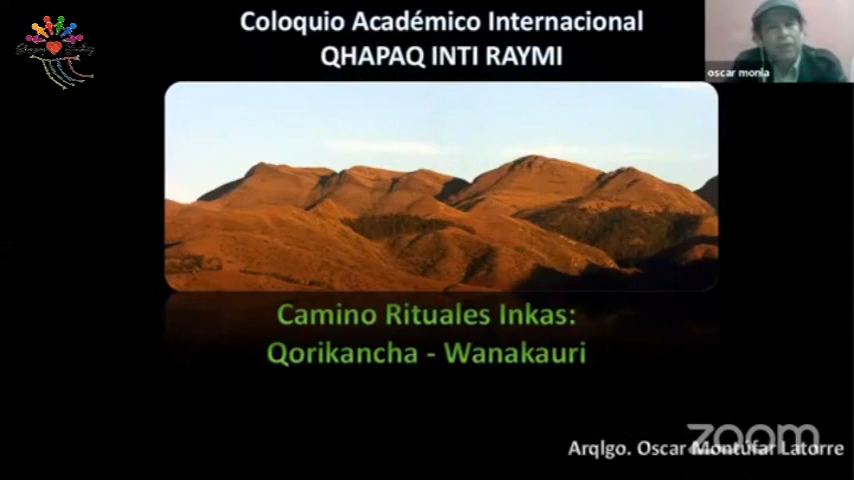 Coloquio Académico Internacional
QHAPAQ INTI RAYMI
oscar monla
Camino Rituales Inkas:
Qorikancha - Wanakauri
zoom
Arqlgo. Oscar Montúfar Latorre